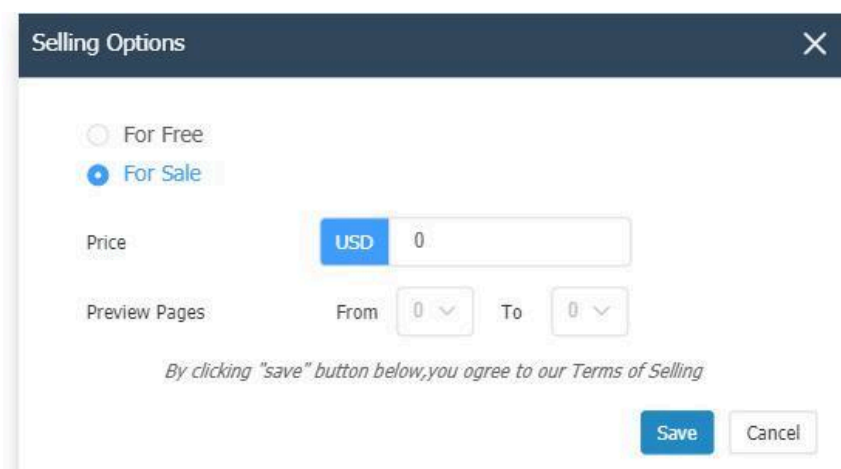 Selling Options
For Free
For Sale
Price USD 0
Preview Pages From 0 To 0
By clicking "save" button below,you ogree to our Terms of Selling
Save Cancel